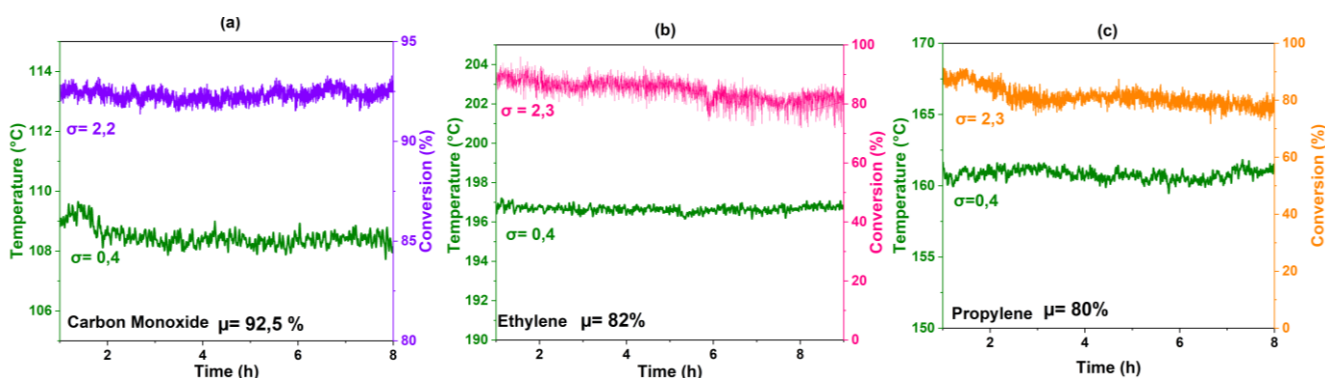 (a)
Temperature (°C)
114
112
110
108
106
95
90
85
80
Conversion (%)
σ= 2,2
σ= 0,4
Carbon Monoxide μ= 92,5 %
2
4
6
8
Time (h)
(b)
Temperature (°C)
204
202
200
198
196
194
192
190
100
80
60
40
20
0
Conversion (%)
σ = 2,3
σ= 0,4
Ethylene μ= 82%
2
4
6
8
Time (h)
(c)
Temperature (°C)
170
165
160
155
150
100
80
60
40
20
0
Conversion (%)
σ= 2,3
σ=0,4
Propylene μ= 80%
2
4
6
8
Time (h)